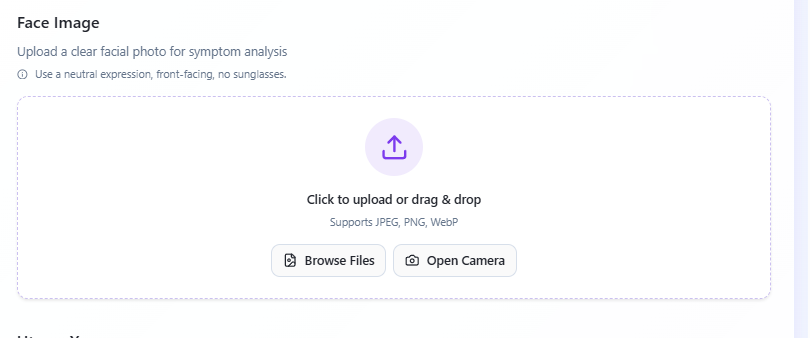 Face Image
Upload a clear facial photo for symptom analysis
Use a neutral expression, front-facing, no sunglasses.
Click to upload or drag & drop
Supports JPEG, PNG, WebP
Browse Files Open Camera